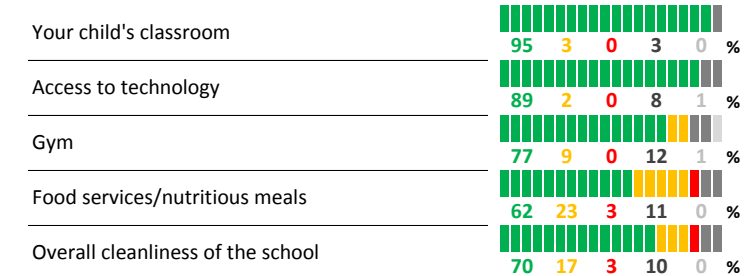 Your child's classroom
95 3 0 3 0 %
Access to technology
89 2 0 8 1 %
Gym
77 9 0 12 1 %
Food services/nutritious meals
62 23 3 11 0 %
Overall cleanliness of the school
70 17 3 10 0 %